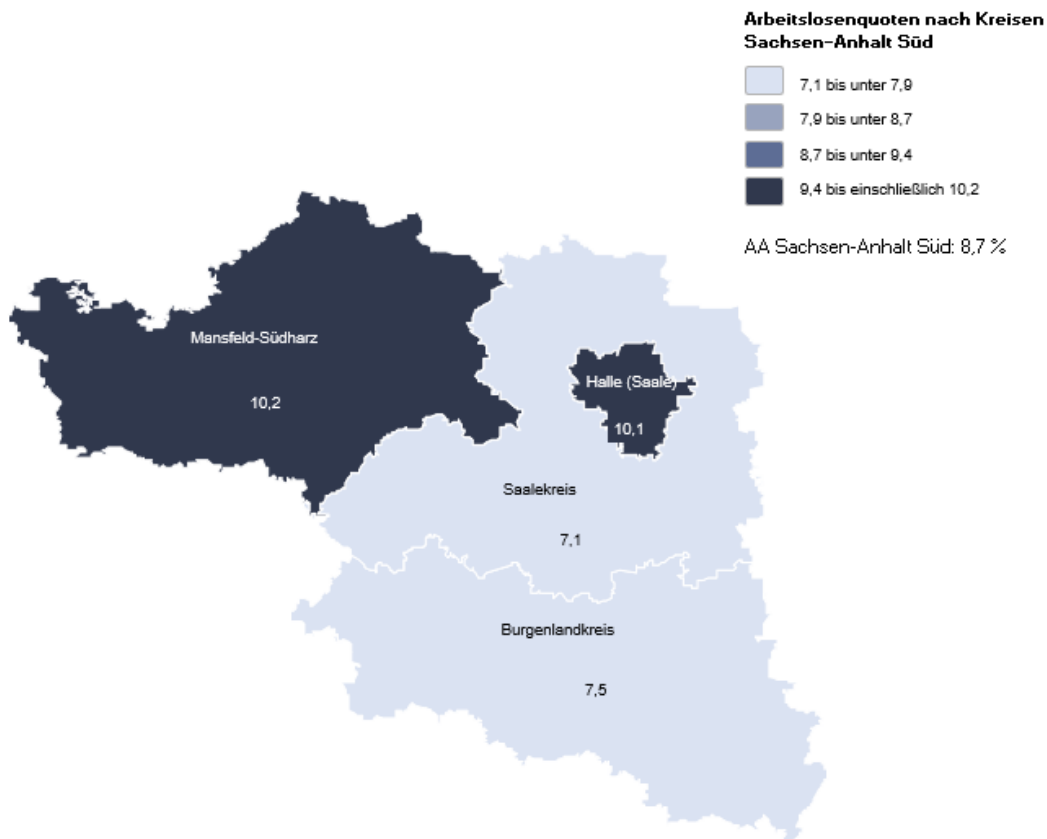 Arbeitslosenquoten nach Kreisen
Sachsen-Anhalt Süd
7,1 bis unter 7,9
7,9 bis unter 8,7
8,7 bis unter 9,4
9,4 bis einschließlich 10,2
AA Sachsen-Anhalt Süd: 8,7 %
Mansfeld-Südharz
10,2
Halle (Saale)
10,1
Saalekreis
7,1
Burgenlandkreis
7,5